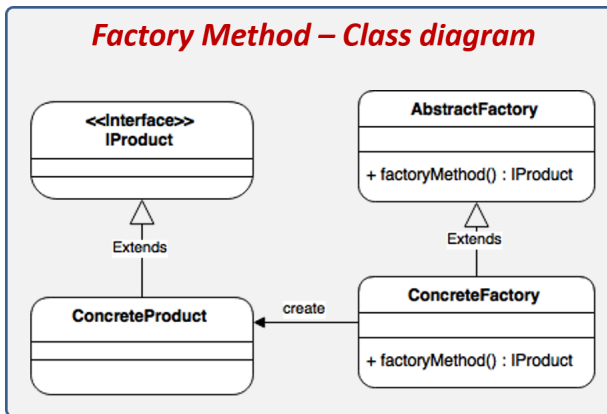 Factory Method – Class diagram
<<Interface>>
IProduct
AbstractFactory
+ factoryMethod() : IProduct
Extends
Extends
ConcreteProduct
create
ConcreteFactory
+ factoryMethod() : IProduct